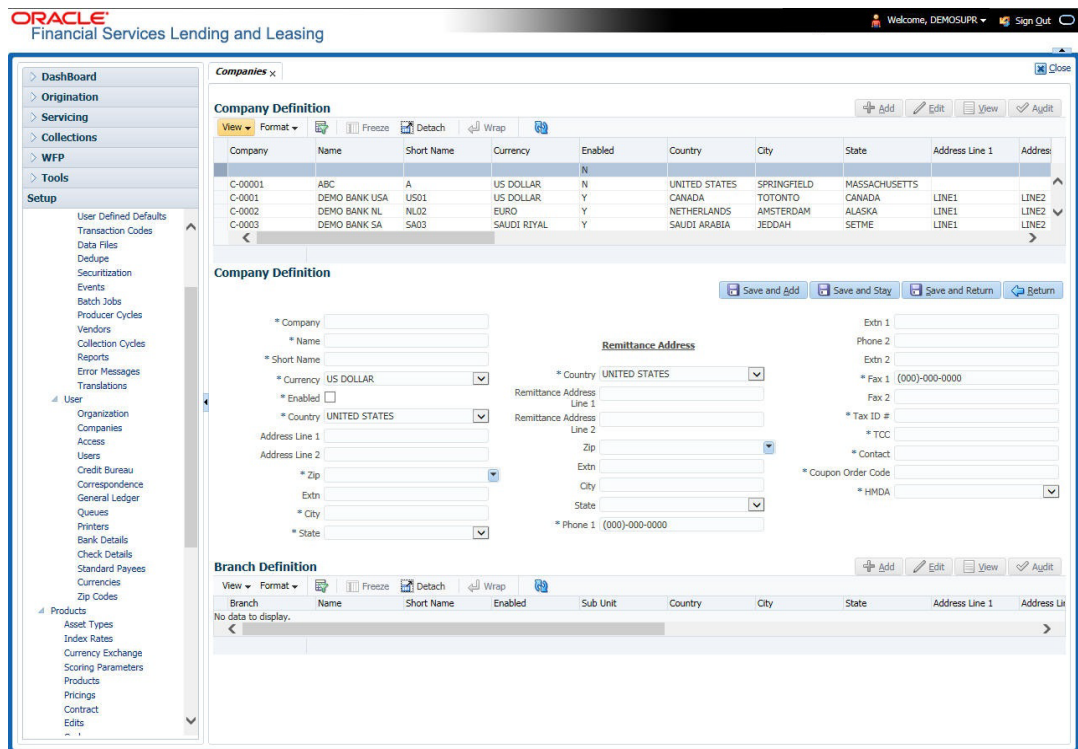 ORACLE'
Financial Services Lending and Leasing
Welcome, DEMOSUPR
Sign Out
Close
DashBoard
Origination
Servicing
Collections
WFP
Tools
Setup
User Defined Defaults
Transaction Codes
Data Files
Dedupe
Securitization
Events
Batch Jobs
Producer Cycles
Vendors
Collection Cycles
Reports
Error Messages
Translations
User
Organization
Companies
Access
Users
Credit Bureau
Correspondence
General Ledger
Queues
Printers
Bank Details
Check Details
Standard Payees
Currencies
Zip Codes
Products
Asset Types
Index Rates
Currency Exchange
Scoring Parameters
Products
Pricings
Contract
Edits
Companies x
Company Definition
Add Edit View Audit
View Format Freeze Detach Wrap
Company Name Short Name Currency Enabled Country City State Address Line 1 Address
N
C-00001 ABC A US DOLLAR N UNITED STATES SPRINGFIELD MASSACHUSETTS
C-0001 DEMO BANK USA US01 US DOLLAR Y CANADA TOTONTO CANADA LINE1 LINE2
C-0002 DEMO BANK NL NL02 EURO Y NETHERLANDS AMSTERDAM ALASKA LINE1 LINE2
C-0003 DEMO BANK SA SA03 SAUDI RIYAL Y SAUDI ARABIA JEDDAH SETME LINE1 LINE2
Company Definition
Save and Add Save and Stay Save and Return Return
* Company
* Name
* Short Name
* Currency US DOLLAR
* Enabled
* Country UNITED STATES
Address Line 1
Address Line 2
* Zip
Extn
* City
* State
Remittance Address
* Country UNITED STATES
Remittance Address
Line 1
Remittance Address
Line 2
Zip
Extn
City
State
* Phone 1 (000)-000-0000
Extn 1
Phone 2
Extn 2
* Fax 1 (000)-000-0000
Fax 2
* Tax ID #
* TCC
* Contact
* Coupon Order Code
* HMDA
Branch Definition
Add Edit View Audit
View Format Freeze Detach Wrap
Branch Name Short Name Enabled Sub Unit Country City State Address Line 1 Address Lin
No data to display.